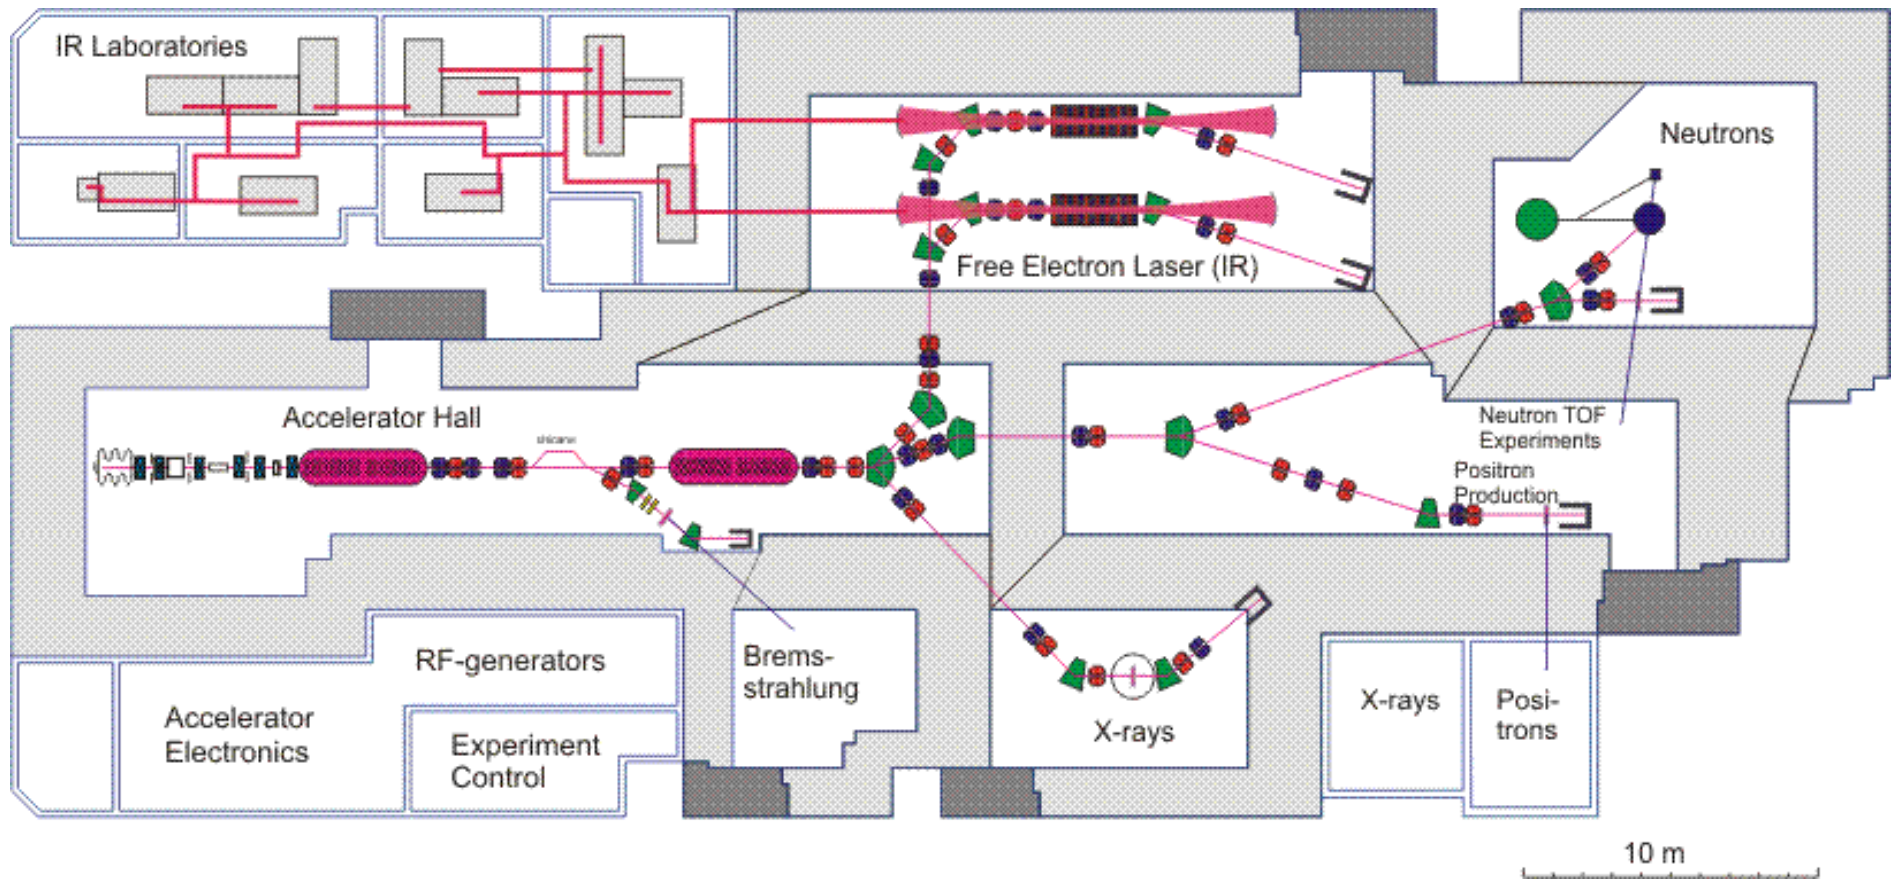 IR Laboratories
Neutrons
Free Electron Laser (IR)
Accelerator Hall
chicane
Neutron TOF
Experiments
Positron
Production
RF-generators
Brems-
strahlung
Accelerator
Electronics
Experiment
Control
X-rays
X-rays
Posi-
trons
10 m